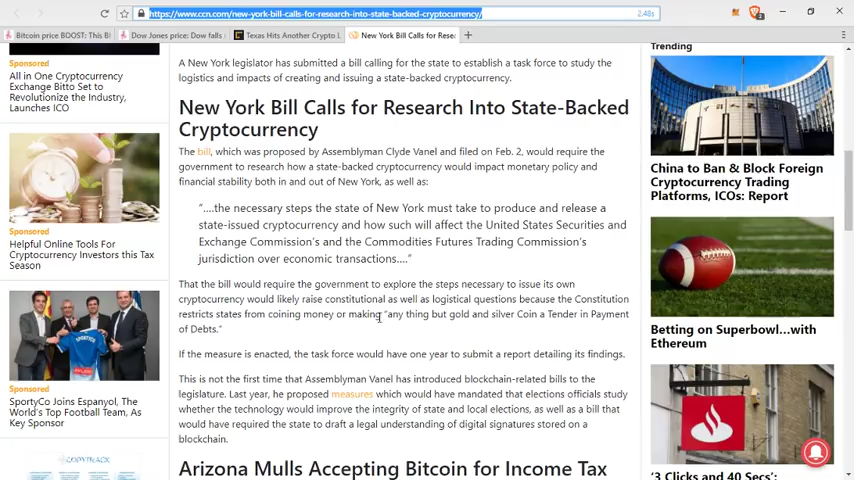 https://www.ccn.com/new-york-bill-calls-for-research-into-state-backed-cryptocurrency/
2.48s
2
Bitcoin price BOOST: This B
Dow Jones price: Dow falls
Texas Hits Another Crypto L
New York Bill Calls for Rese
Sponsored
All in One Cryptocurrency
Exchange Bitto Set to
Revolutionize the Industry,
Launches ICO
Sponsored
Helpful Online Tools For
Cryptocurrency Investors this Tax
Season
Sponsored
SportyCo Joins Espanyol, The
World's Top Football Team, As
Key Sponsor
COPYTRACK
A New York legislator has submitted a bill calling for the state to establish a task force to study the
logistics and impacts of creating and issuing a state-backed cryptocurrency.
New York Bill Calls for Research Into State-Backed
Cryptocurrency
The bill, which was proposed by Assemblyman Clyde Vanel and filed on Feb. 2, would require the
government to research how a state-backed cryptocurrency would impact monetary policy and
financial stability both in and out of New York, as well as:
"....the necessary steps the state of New York must take to produce and release a
state-issued cryptocurrency and how such will affect the United States Securities and
Exchange Commission's and the Commodities Futures Trading Commission's
jurisdiction over economic transactions...."
That the bill would require the government to explore the steps necessary to issue its own
cryptocurrency would likely raise constitutional as well as logistical questions because the Constitution
restricts states from coining money or making "any thing but gold and silver Coin a Tender in Payment
of Debts."
If the measure is enacted, the task force would have one year to submit a report detailing its findings.
This is not the first time that Assemblyman Vanel has introduced blockchain-related bills to the
legislature. Last year, he proposed measures which would have mandated that elections officials study
whether the technology would improve the integrity of state and local elections, as well as a bill that
would have required the state to draft a legal understanding of digital signatures stored on a
blockchain.
Arizona Mulls Accepting Bitcoin for Income Tax
Trending
China to Ban & Block Foreign
Cryptocurrency Trading
Platforms, ICOs: Report
Betting on Superbowl...with
Ethereum
'3 Clicks and 40 Secs':